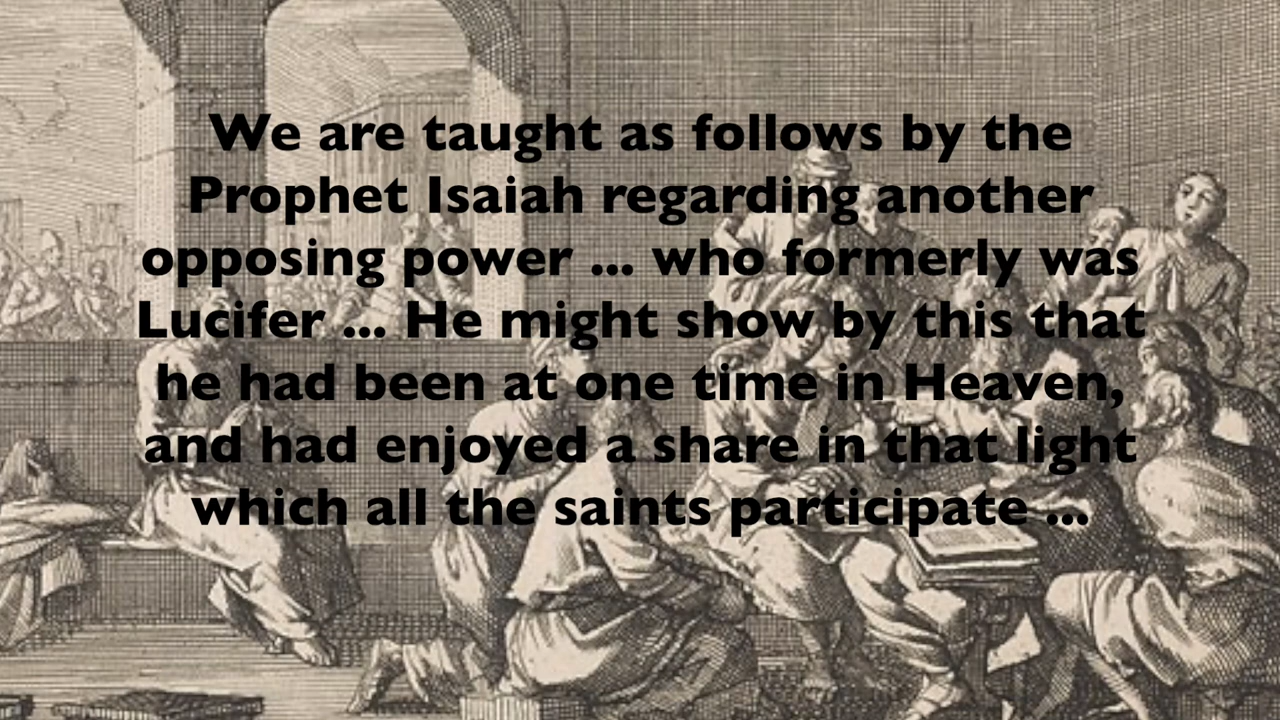 We are taught as follows by the
Prophet Isaiah regarding another
opposing power ... who formerly was
Lucifer ... He might show by this that
he had been at one time in Heaven,
and had enjoyed a share in that light
which all the saints participate ...